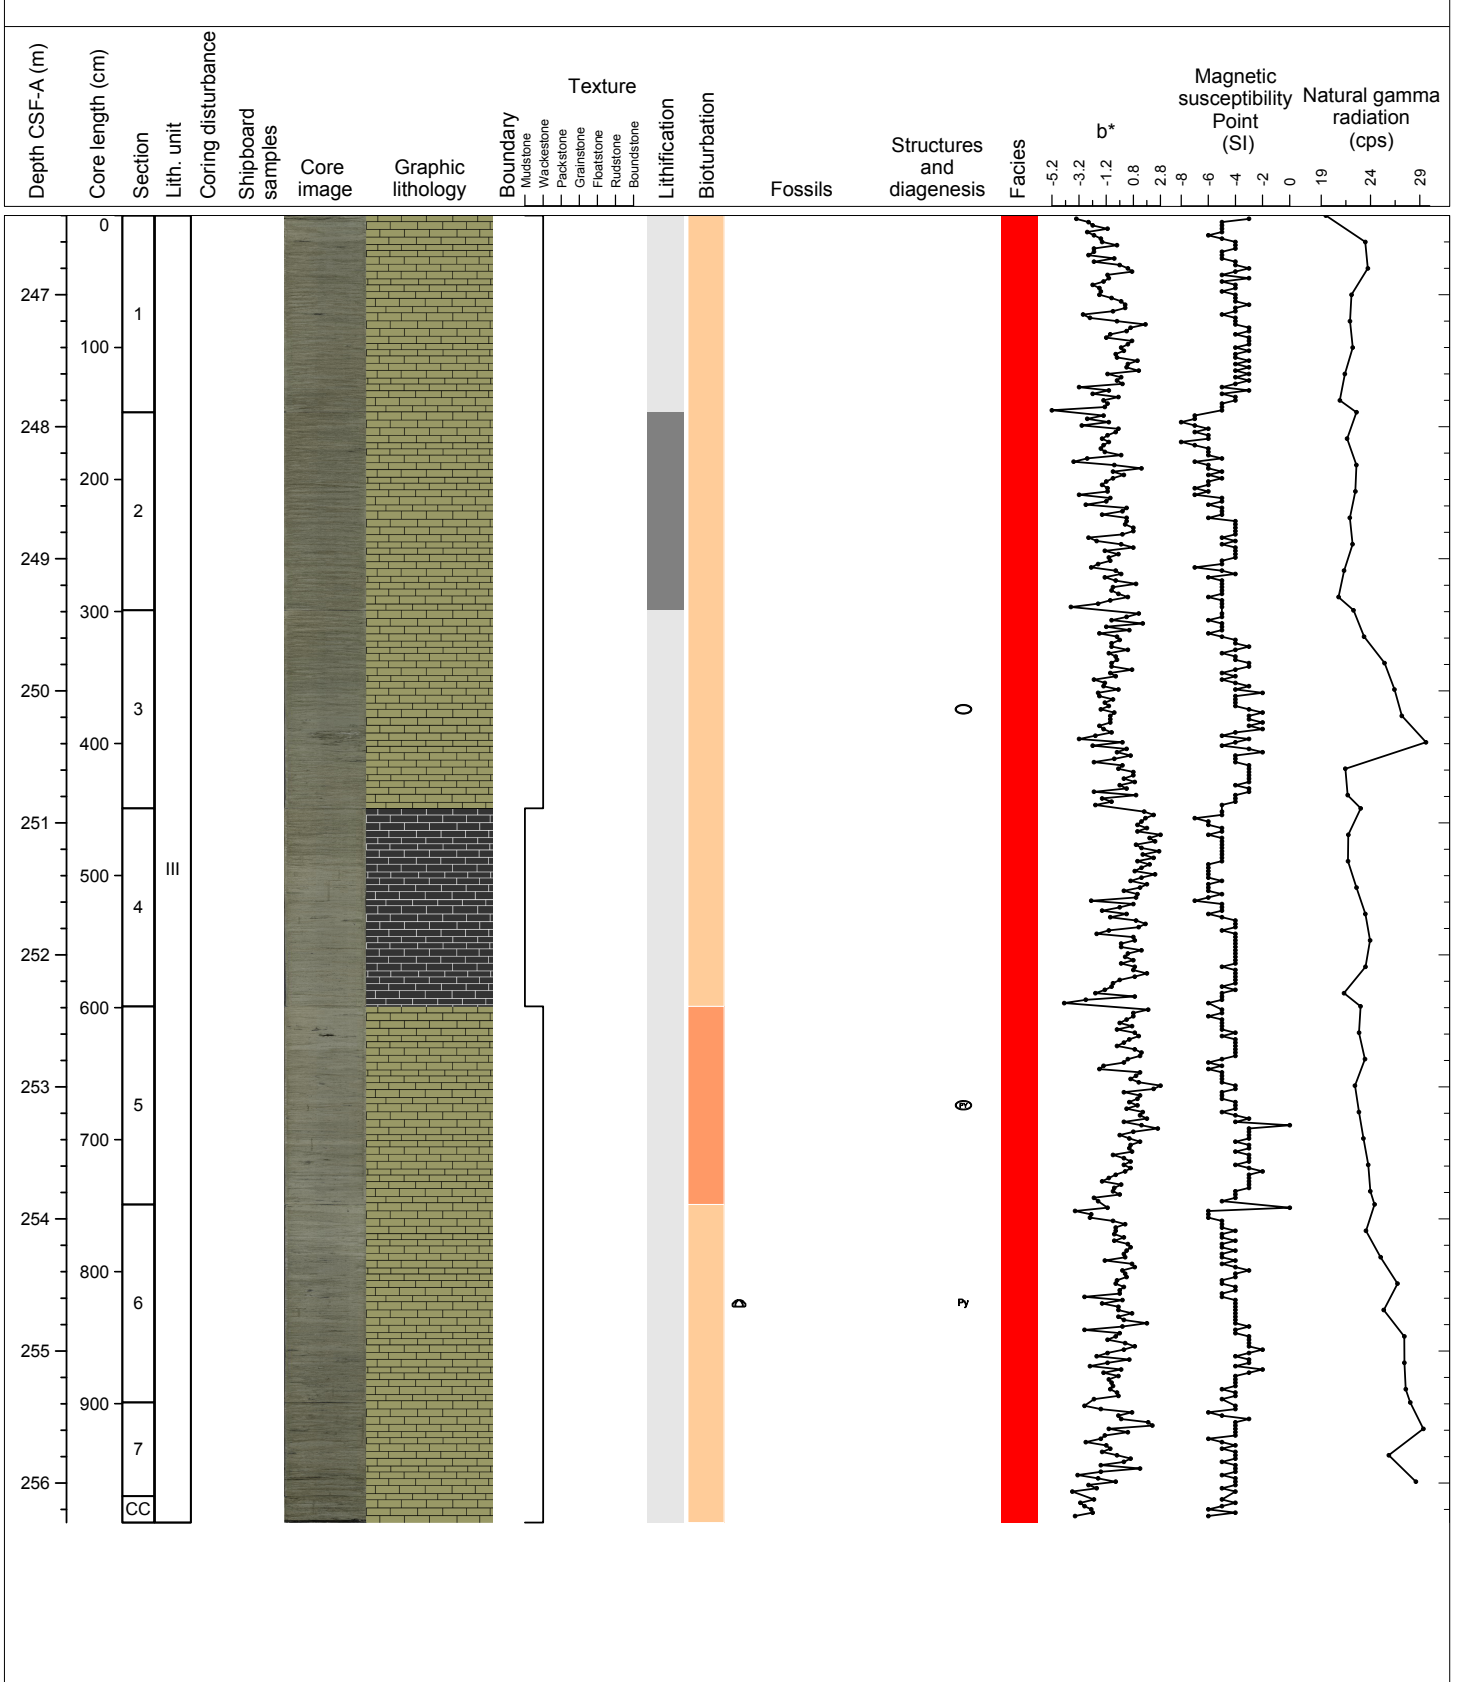 Depth CSF-A (m)
Core length (cm)
Section
Lith. unit
Coring disturbance
Shipboard
samples
Core
image
Graphic
lithology
Boundary
Texture
Mudstone
Wackestone
Packstone
Grainstone
Floatstone
Rudstone
Boundstone
Lithification
Bioturbation
Fossils
Structures
and
diagenesis
Facies
b*
-5.2
-3.2
-1.2
0.8
2.8
Magnetic
susceptibility
Point
(SI)
-8
-6
-4
-2
0
Natural gamma
radiation
(cps)
19
24
29
0
247
1
100
248
200
2
249
300
250
3
400
251
500
III
4
252
600
253
5
PY
700
254
800
6
Py
255
900
7
256
CC